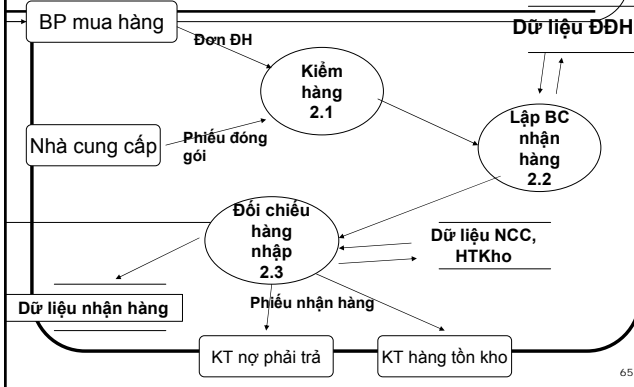 BP mua hàng
Dữ liệu ĐĐH
Đơn ĐH
Kiểm
hàng
2.1
Nhà cung cấp
Phiếu đóng
gói
Lập BC
nhận
hàng
2.2
Đối chiếu
hàng
nhập
2.3
Dữ liệu NCC,
HTKho
Dữ liệu nhận hàng
Phiếu nhận hàng
KT nợ phải trả
KT hàng tồn kho
65